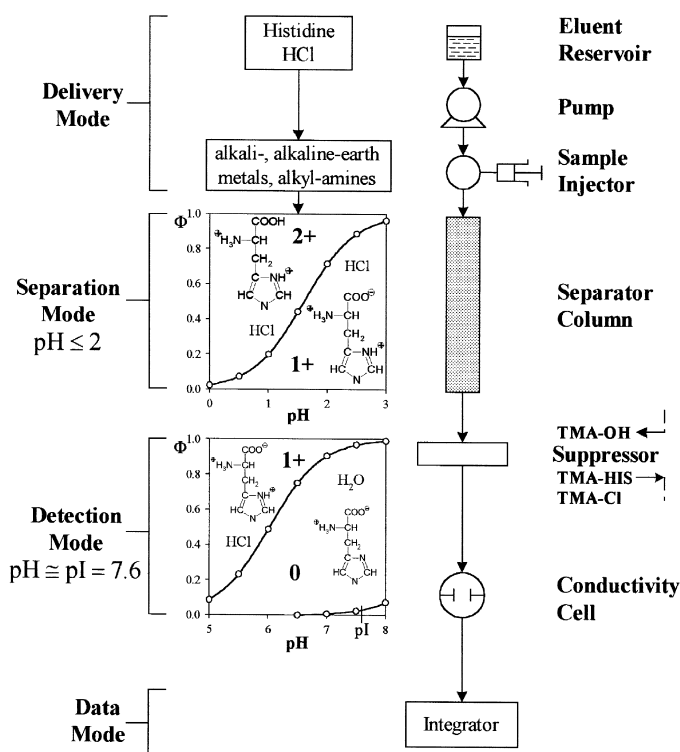 Histidine
HCl
Eluent
Reservoir
Delivery
Mode
Pump
alkali-, alkaline-earth
metals, alkyl-amines
Sample
Injector
Separation
Mode
pH ≤ 2
Φ
1.0
0.8
0.6
0.4
0.2
0.0
0
1
2
3
pH
COOH
⊕H₃N-CH
CH₂
C-NH⊕
HC CH
N
2+
HCl
HCl
1+
COO⊖
⊕H₃N-CH
CH₂
C-NH⊕
HC CH
N
Separator
Column
TMA-OH
Suppressor
TMA-HIS
TMA-Cl
Detection
Mode
pH ≅ pI = 7.6
Φ
1.0
0.8
0.6
0.4
0.2
0.0
5
6
7
pI
8
pH
COO⊖
⊕H₃N-CH
CH₂
C-NH⊕
HC CH
N
1+
H₂O
HCl
0
COO⊖
⊕H₃N-CH
CH₂
C-N
HC CH
N
Conductivity
Cell
Data
Mode
Integrator